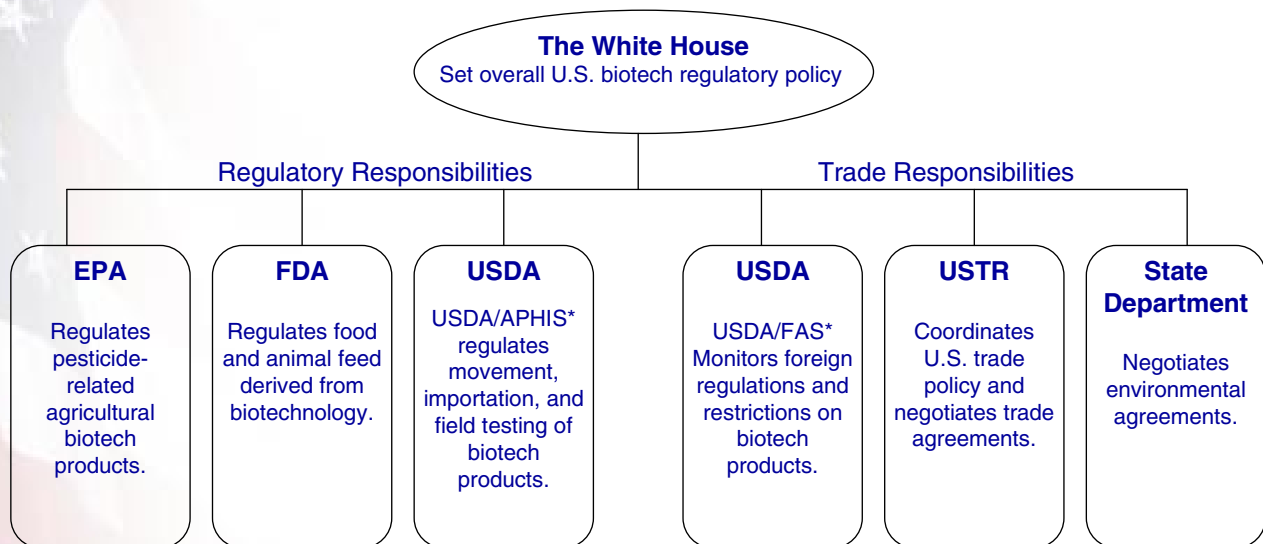 The White House
Set overall U.S. biotech regulatory policy
Regulatory Responsibilities
Trade Responsibilities
EPA
Regulates
pesticide-
related
agricultural
biotech
products.
FDA
Regulates food
and animal feed
derived from
biotechnology.
USDA
USDA/APHIS*
regulates
movement,
importation, and
field testing of
biotech
products.
USDA
USDA/FAS*
Monitors foreign
regulations and
restrictions on
biotech
products.
USTR
Coordinates
U.S. trade
policy and
negotiates trade
agreements.
State
Department
Negotiates
environmental
agreements.